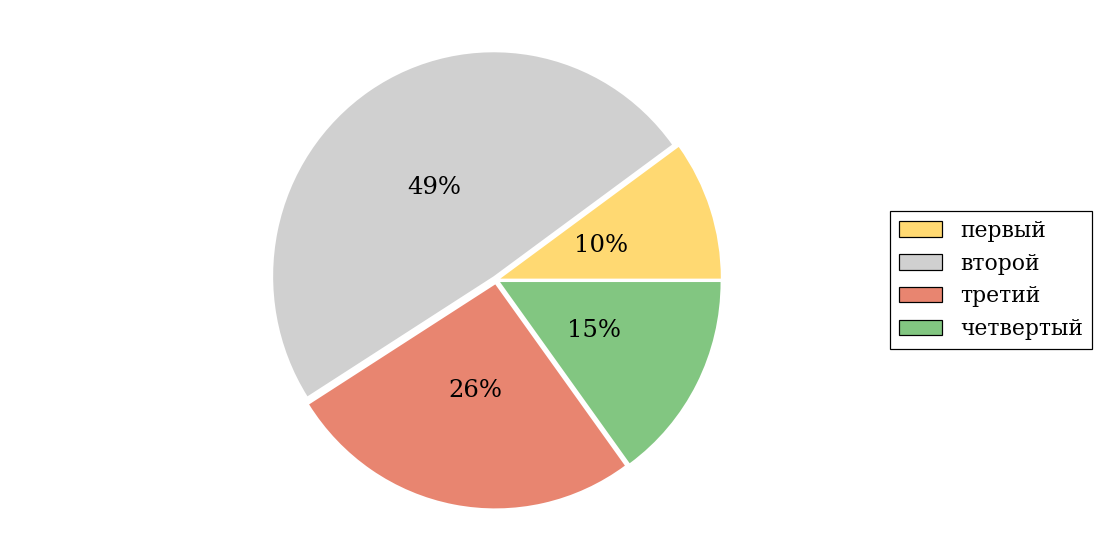 49%
10%
15%
26%
первый
второй
третий
четвертый